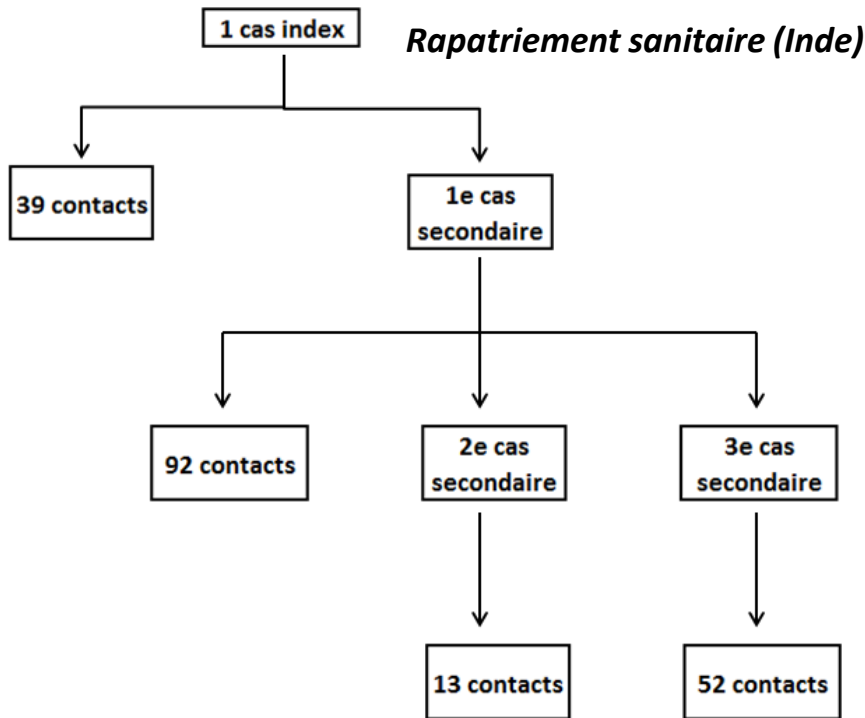 1 cas index
Rapatriement sanitaire (Inde)
39 contacts
1e cas
secondaire
92 contacts
2e cas
secondaire
3e cas
secondaire
13 contacts
52 contacts